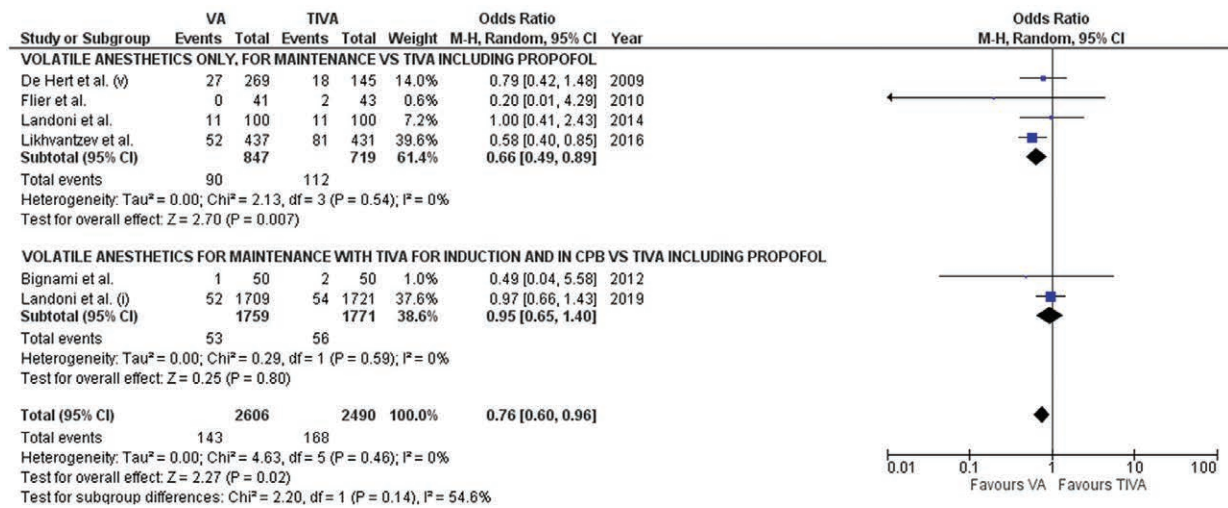 VA TIVA Odds Ratio Odds Ratio
Study or Subgroup Events Total Events Total Weight M-H, Random, 95% CI Year M-H, Random, 95% CI
VOLATILE ANESTHETICS ONLY, FOR MAINTENANCE VS TIVA INCLUDING PROPOFOL
De Hert et al. (v) 27 269 18 145 14.0% 0.79 [0.42, 1.48] 2009
Flier et al. 0 41 2 43 0.6% 0.20 [0.01, 4.29] 2010
Landoni et al. 11 100 11 100 7.2% 1.00 [0.41, 2.43] 2014
Likhvantzev et al. 52 437 81 431 39.6% 0.58 [0.40, 0.85] 2016
Subtotal (95% CI) 847 719 61.4% 0.66 [0.49, 0.89]
Total events 90 112
Heterogeneity: Tau² = 0.00; Chi² = 2.13, df = 3 (P = 0.54); I² = 0%
Test for overall effect: Z = 2.70 (P = 0.007)
VOLATILE ANESTHETICS FOR MAINTENANCE WITH TIVA FOR INDUCTION AND IN CPB VS TIVA INCLUDING PROPOFOL
Bignami et al. 1 50 2 50 1.0% 0.49 [0.04, 5.58] 2012
Landoni et al. (i) 52 1709 54 1721 37.6% 0.97 [0.66, 1.43] 2019
Subtotal (95% CI) 1759 1771 38.6% 0.95 [0.65, 1.40]
Total events 53 56
Heterogeneity: Tau² = 0.00; Chi² = 0.29, df = 1 (P = 0.59); I² = 0%
Test for overall effect: Z = 0.25 (P = 0.80)
Total (95% CI) 2606 2490 100.0% 0.76 [0.60, 0.96]
Total events 143 168
Heterogeneity: Tau² = 0.00; Chi² = 4.63, df = 5 (P = 0.46); I² = 0%
Test for overall effect: Z = 2.27 (P = 0.02)
Test for subgroup differences: Chi² = 2.20, df = 1 (P = 0.14), I² = 54.6%
0.01 0.1 1 10 100
Favours VA Favours TIVA